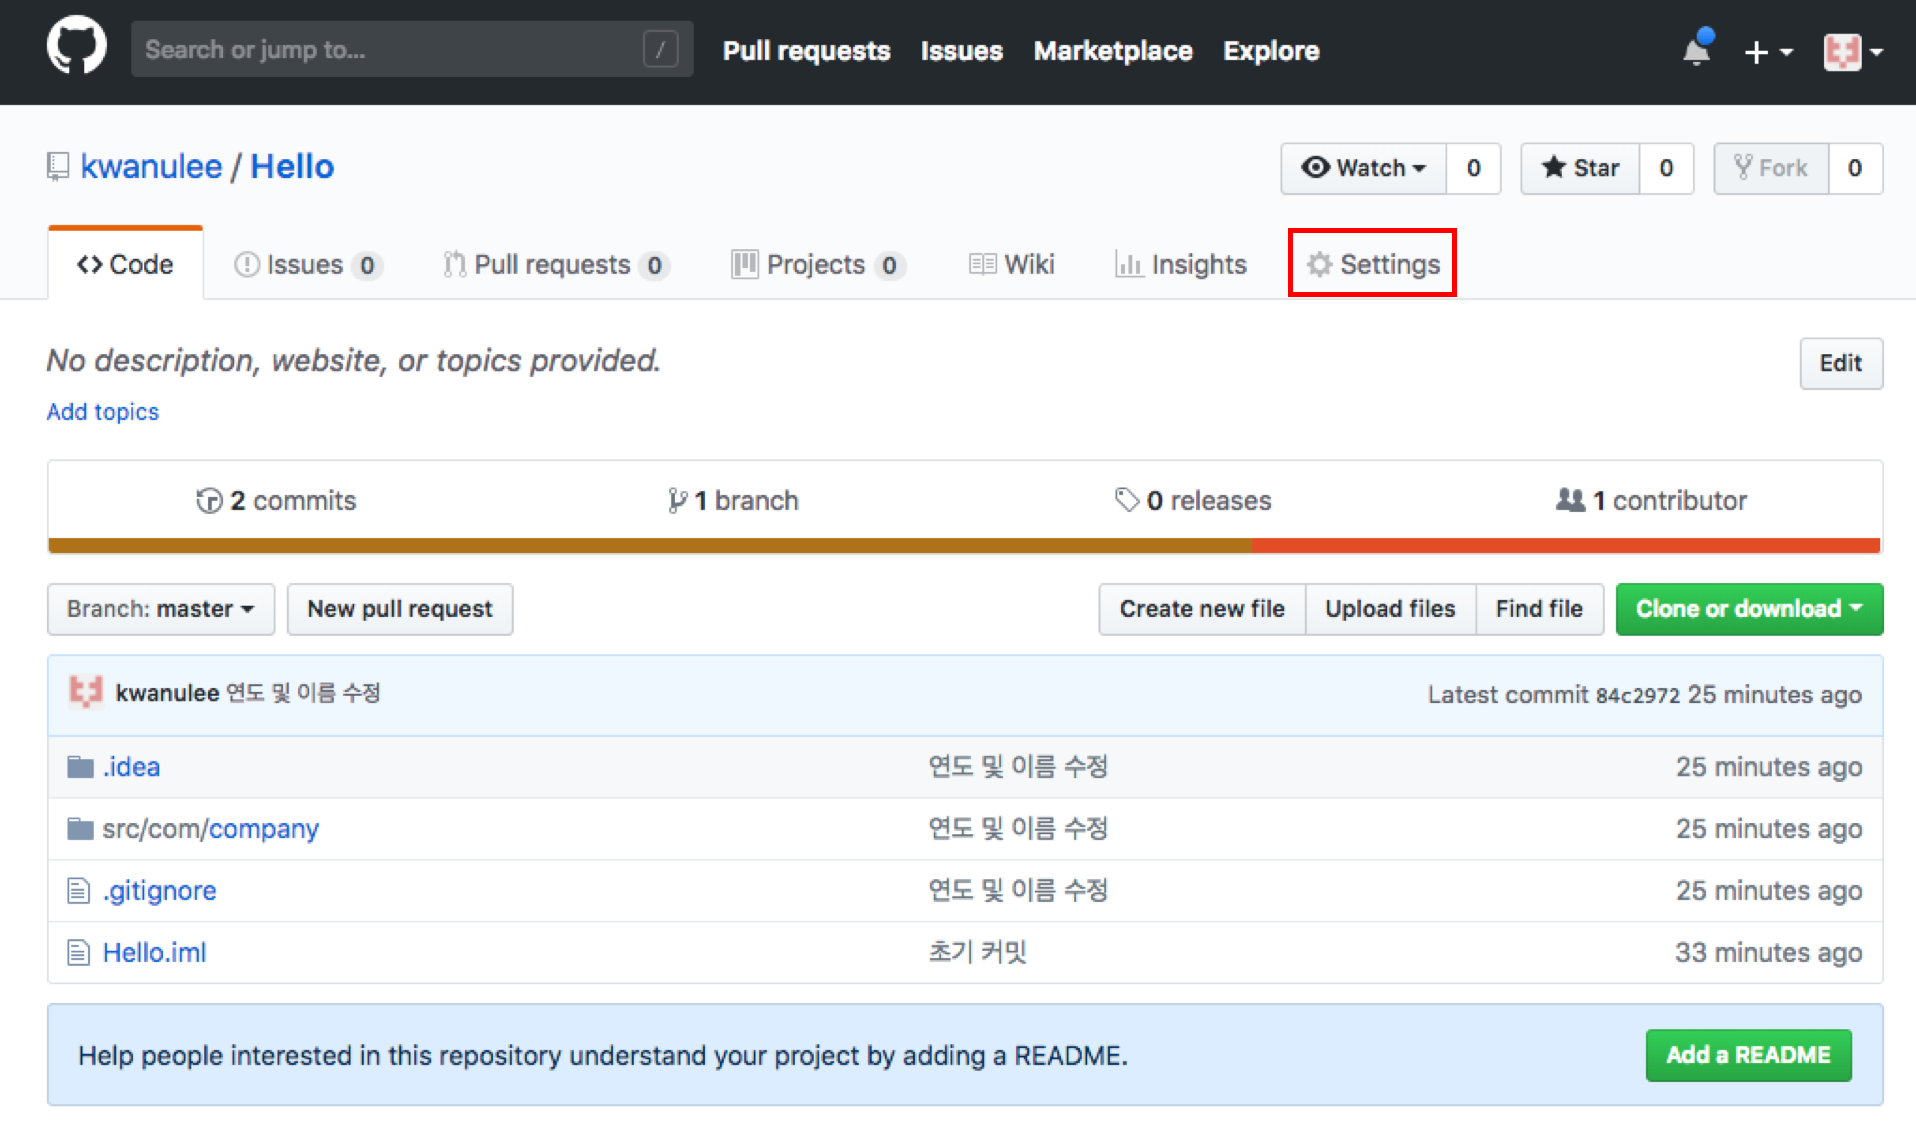 Search or jump to... / Pull requests Issues Marketplace Explore
kwanulee / Hello Watch 0 Star 0 Fork 0
Code Issues 0 Pull requests 0 Projects 0 Wiki Insights Settings
No description, website, or topics provided. Edit
Add topics
2 commits 1 branch 0 releases 1 contributor
Branch: master New pull request Create new file Upload files Find file Clone or download
kwanulee 연도 및 이름 수정 Latest commit 84c2972 25 minutes ago
.idea 연도 및 이름 수정 25 minutes ago
src/com/company 연도 및 이름 수정 25 minutes ago
.gitignore 연도 및 이름 수정 25 minutes ago
Hello.iml 초기 커밋 33 minutes ago
Help people interested in this repository understand your project by adding a README. Add a README